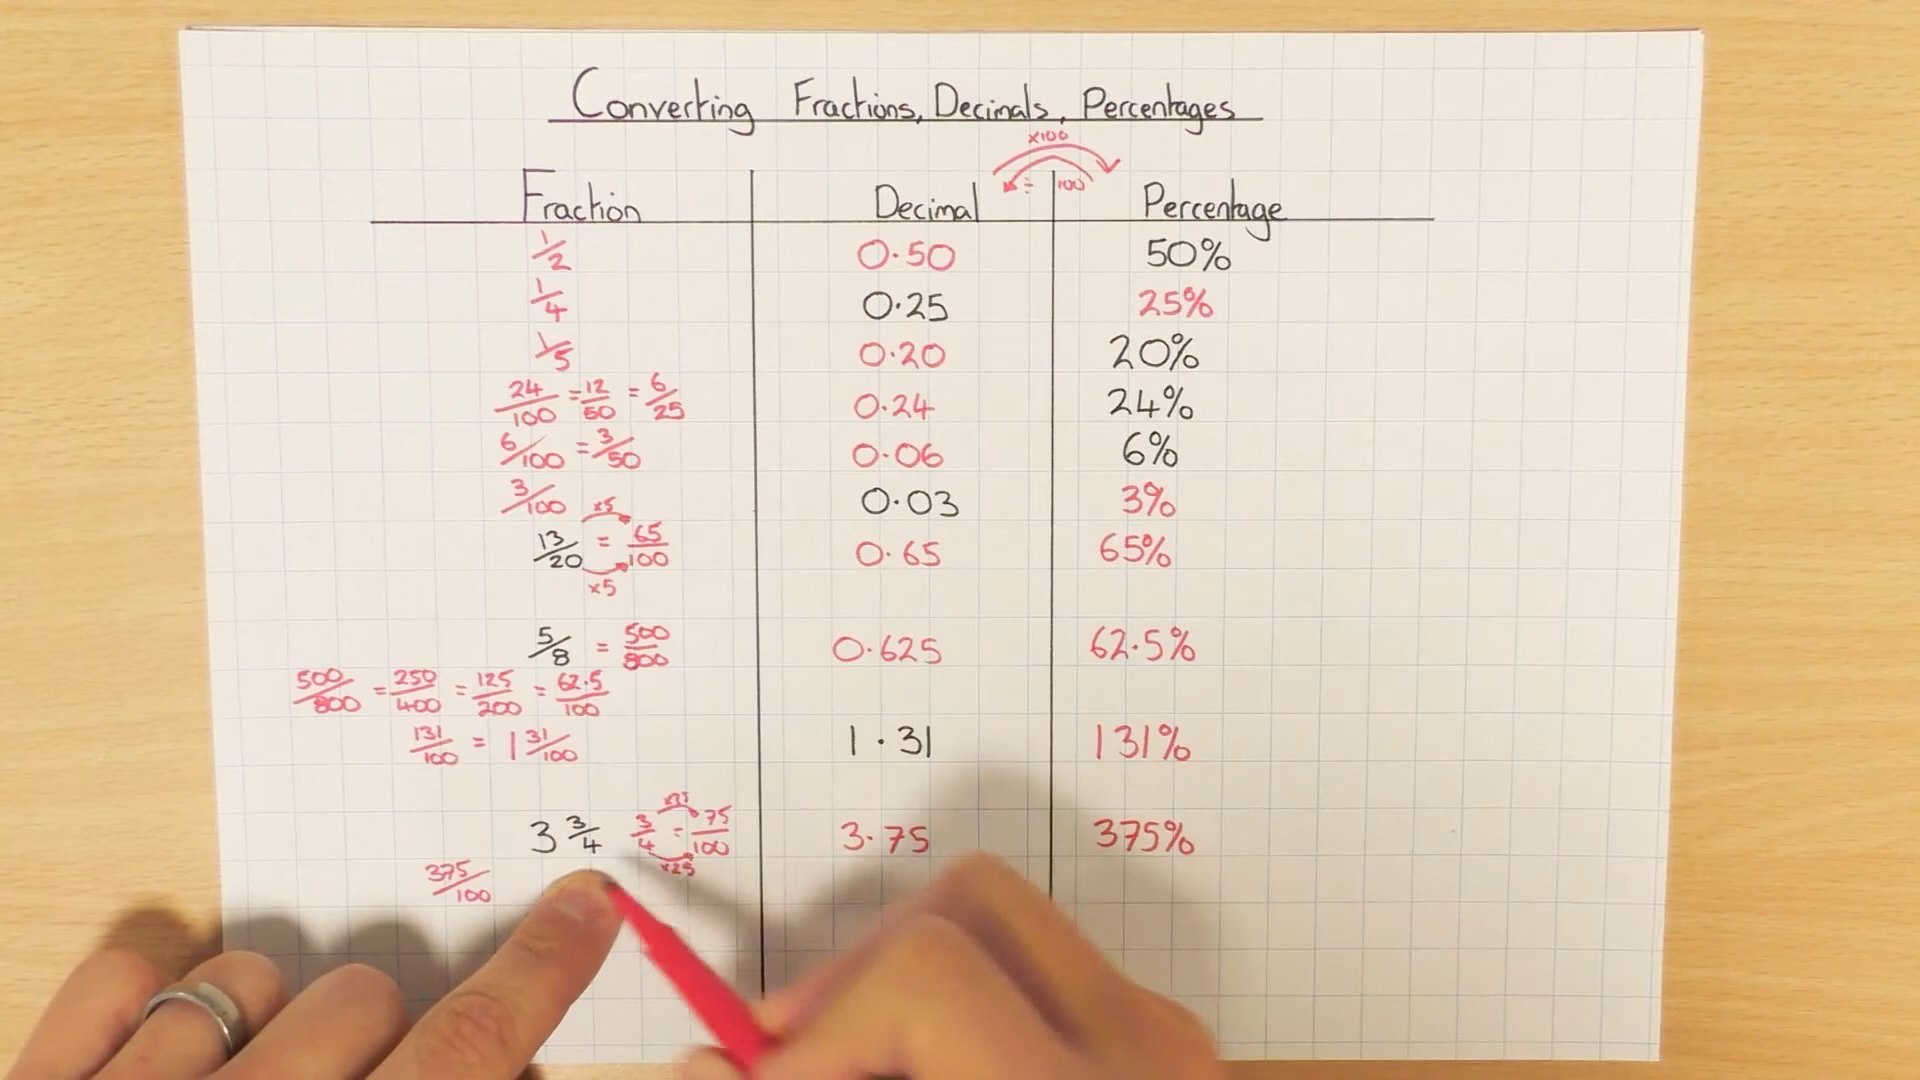 Converting Fractions, Decimals, Percentages
×100
÷ 100
Fraction Decimal Percentage
1/2 0.50 50%
1/4 0.25 25%
1/5 0.20 20%
24/100 = 12/50 = 6/25 0.24 24%
6/100 = 3/50 0.06 6%
3/100 0.03 3%
×5
13/20 = 65/100 0.65 65%
×5
5/8 = 500/800 0.625 62.5%
500/800 = 250/400 = 125/200 = 62.5/100
131/100 = 1 31/100 1.31 131%
×25
3 3/4 3/4 = 75/100 3.75 375%
×25
375/100